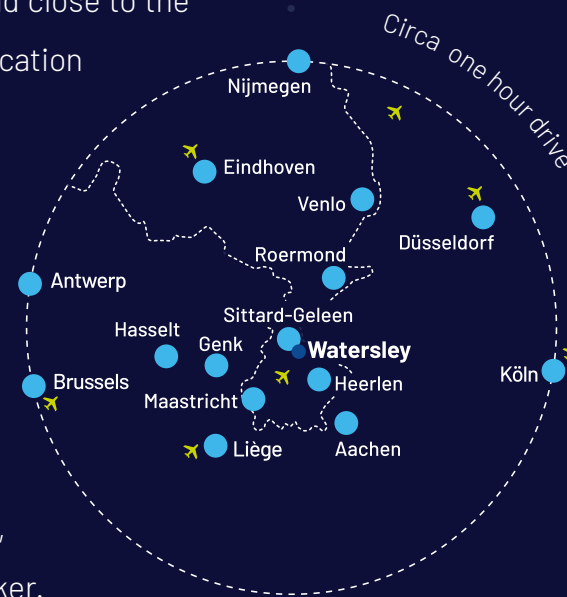 d close to the
cation
Circa one hour drive
Nijmegen
Eindhoven
Venlo
Düsseldorf
Roermond
Antwerp
Sittard-Geleen
Hasselt
Genk
Watersley
Köln
Brussels
Heerlen
Maastricht
Liège
Aachen
ker.